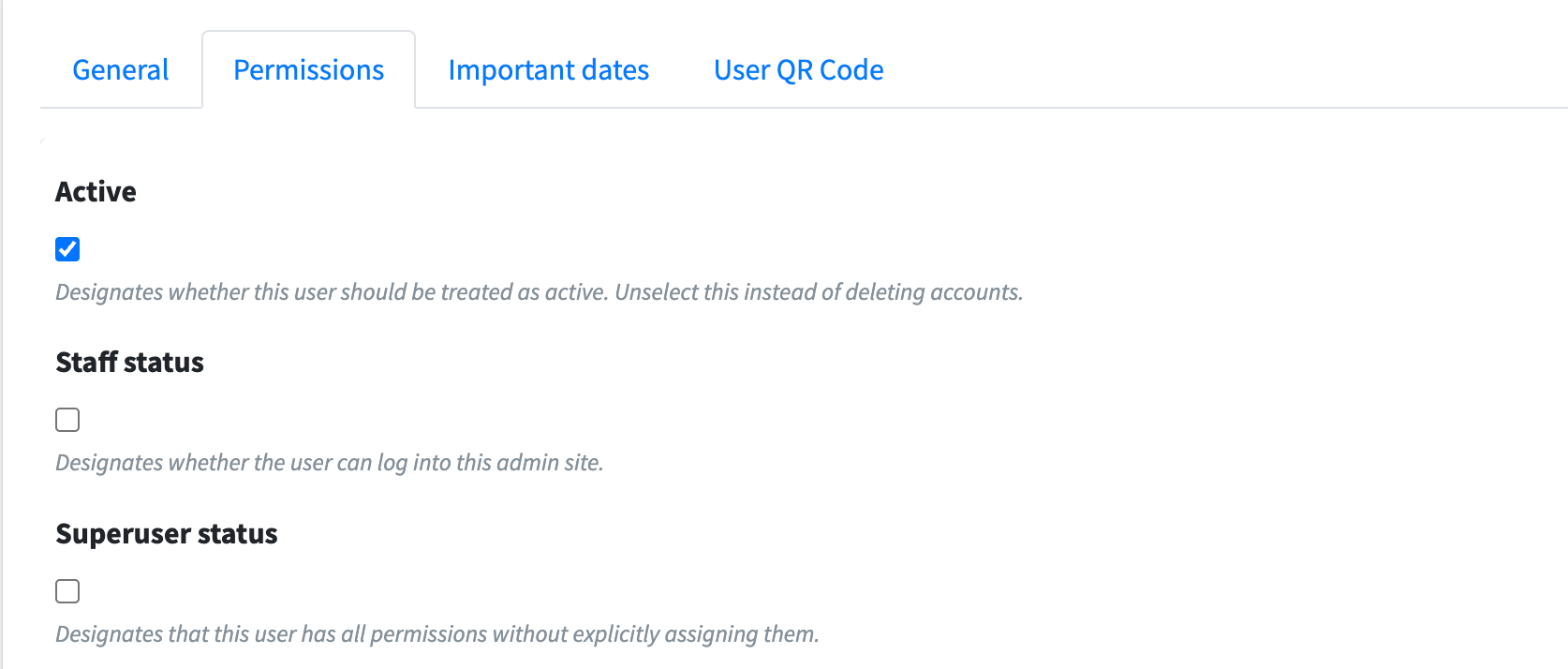 General Permissions Important dates User QR Code
Active
Designates whether this user should be treated as active. Unselect this instead of deleting accounts.
Staff status
Designates whether the user can log into this admin site.
Superuser status
Designates that this user has all permissions without explicitly assigning them.